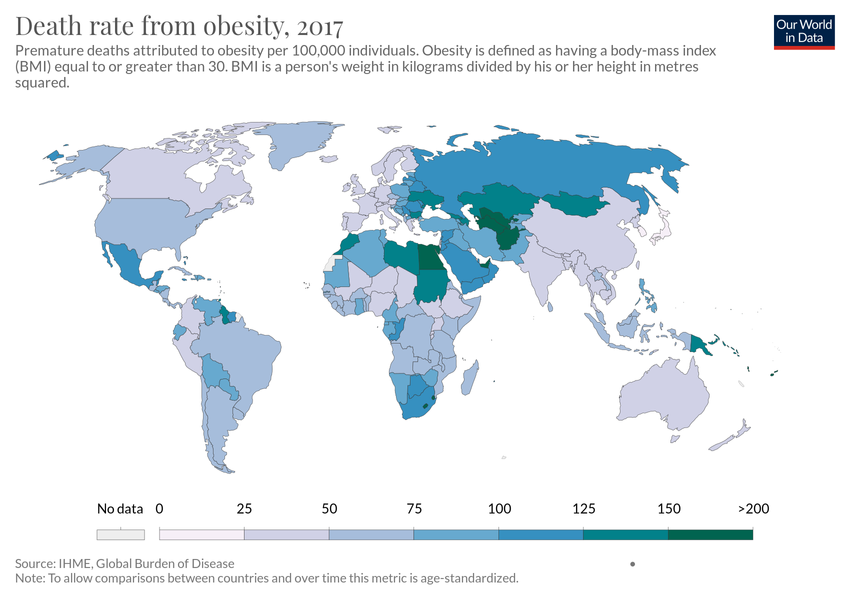 Death rate from obesity, 2017
Our World
in Data
Premature deaths attributed to obesity per 100,000 individuals. Obesity is defined as having a body-mass index
(BMI) equal to or greater than 30. BMI is a person's weight in kilograms divided by his or her height in metres
squared.
No data 0 25 50 75 100 125 150 >200
Source: IHME, Global Burden of Disease
Note: To allow comparisons between countries and over time this metric is age-standardized.